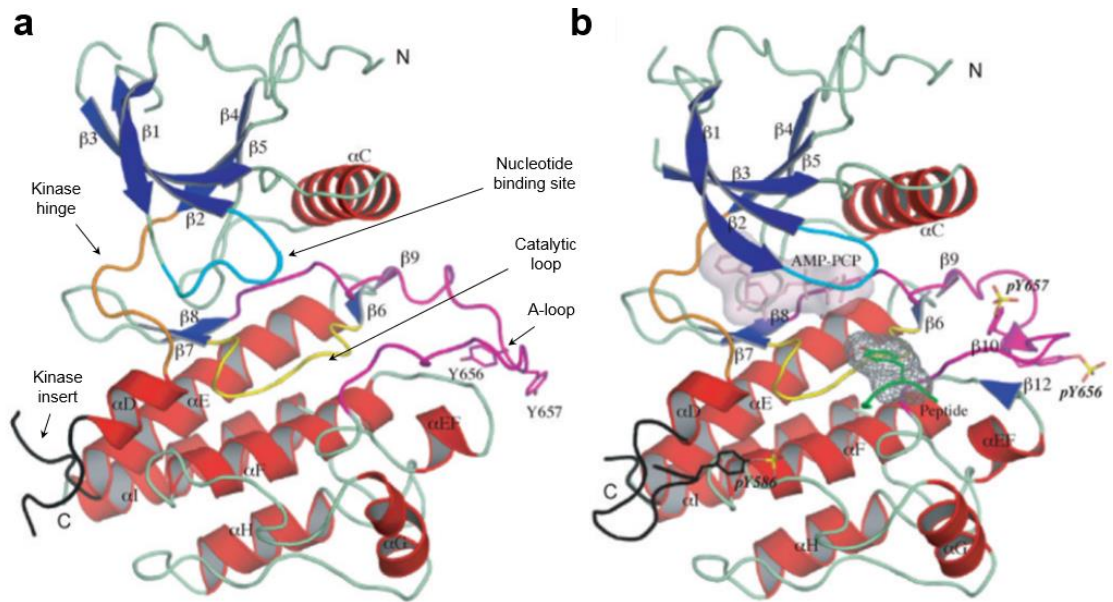 a
N
β4
β3
β1
β5
αC
Nucleotide
binding site
Kinase
hinge
β2
Catalytic
loop
β9
β8
β6
A-loop
β7
Y656
Y657
Kinase
insert
αD
αE
αEF
αF
C
αI
αH
αG
b
N
β1
β4
β5
β3
β2
αC
AMP-PCP
β9
pY657
β8
β6
β7
β10
pY656
β12
Peptide
αD
αE
αEF
αF
pY586
C
αI
αH
αG